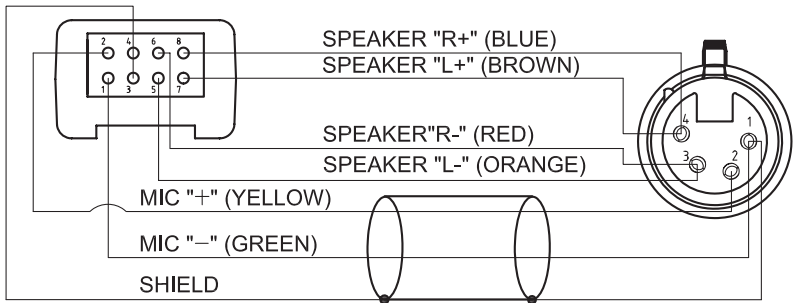 2 4 6 8
1 3 5 7
SPEAKER "R+" (BLUE)
SPEAKER "L+" (BROWN)
SPEAKER"R-" (RED)
SPEAKER "L-" (ORANGE)
MIC "+" (YELLOW)
MIC "−" (GREEN)
SHIELD
4 1
3 2